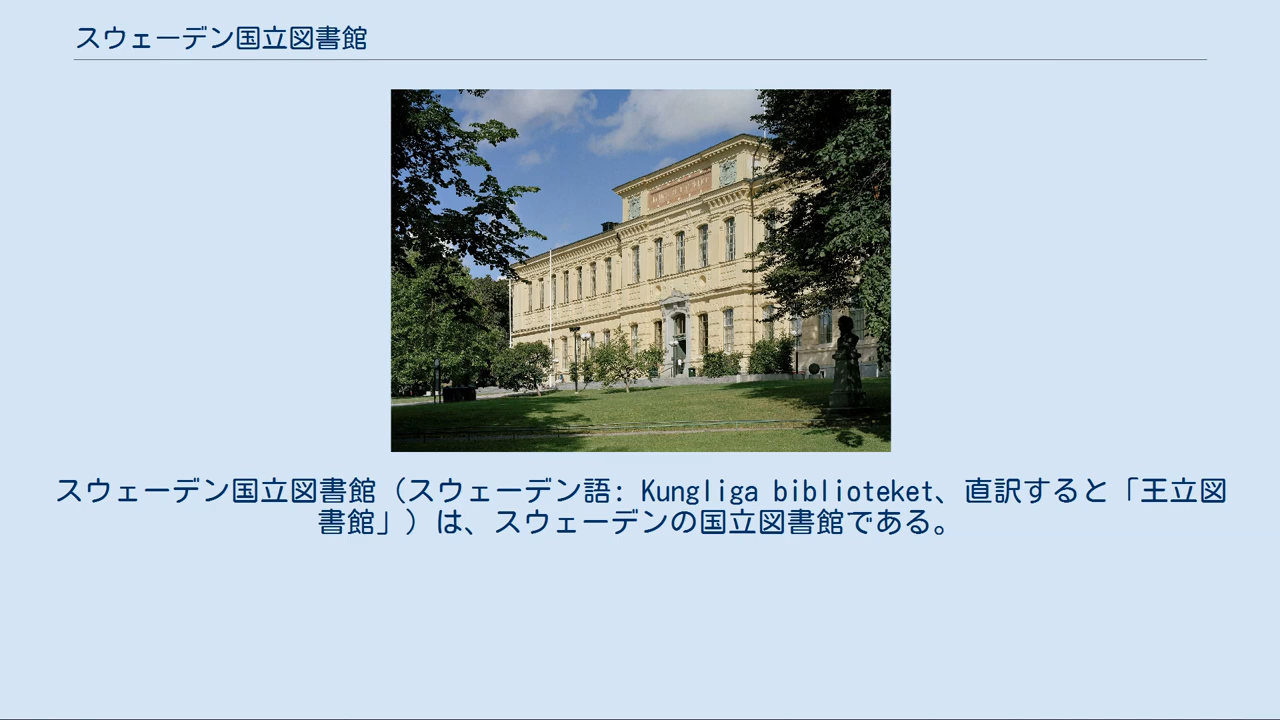 スウェーデン国立図書館
スウェーデン国立図書館（スウェーデン語: Kungliga biblioteket、直訳すると「王立図
書館」）は、スウェーデンの国立図書館である。